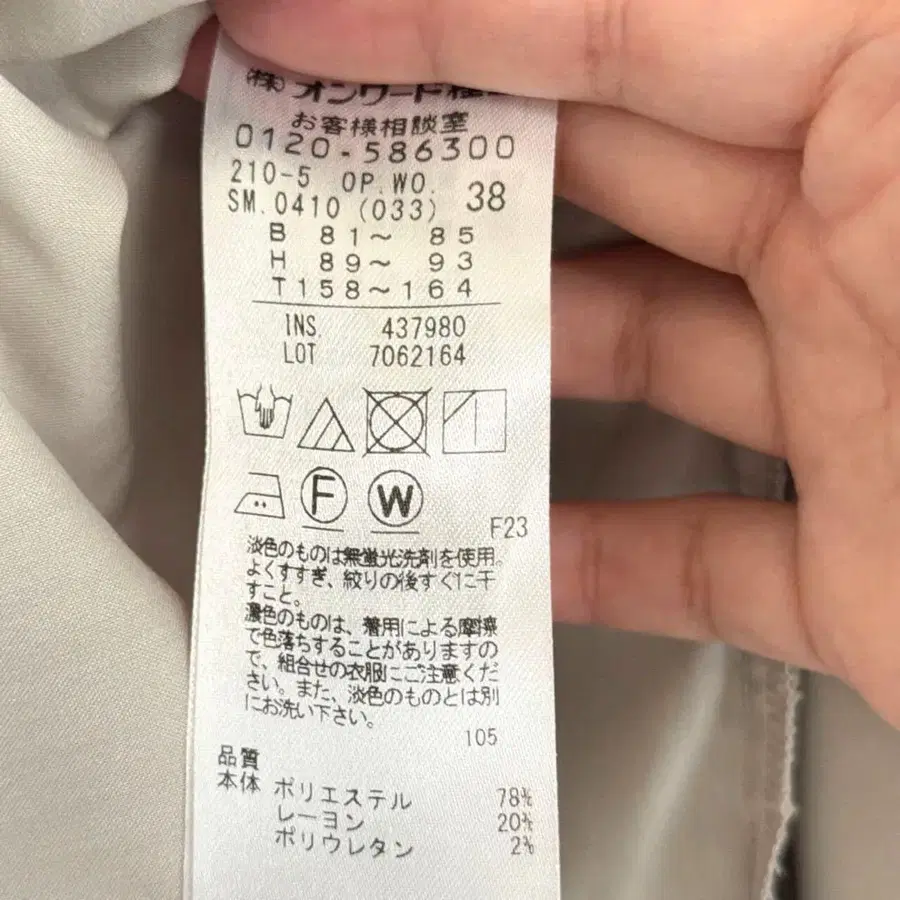 (株)オンワード樫山
お客様相談室
0120-586300
210-5 OP.WO.
SM.0410 (033) 38
B 81〜 85
H 89〜 93
T158〜164
INS. 437980
LOT 7062164
F W
F23
淡色のものは無蛍光洗剤を使用。
よくすすぎ、絞りの後すぐに干
すこと。
濃色のものは、着用による摩擦
で色落ちすることがありますの
で、組合せの衣服にご注意くだ
さい。また、淡色のものとは別
にお洗い下さい。
105
品質
本体 ポリエステル 78%
レーヨン 20%
ポリウレタン 2%